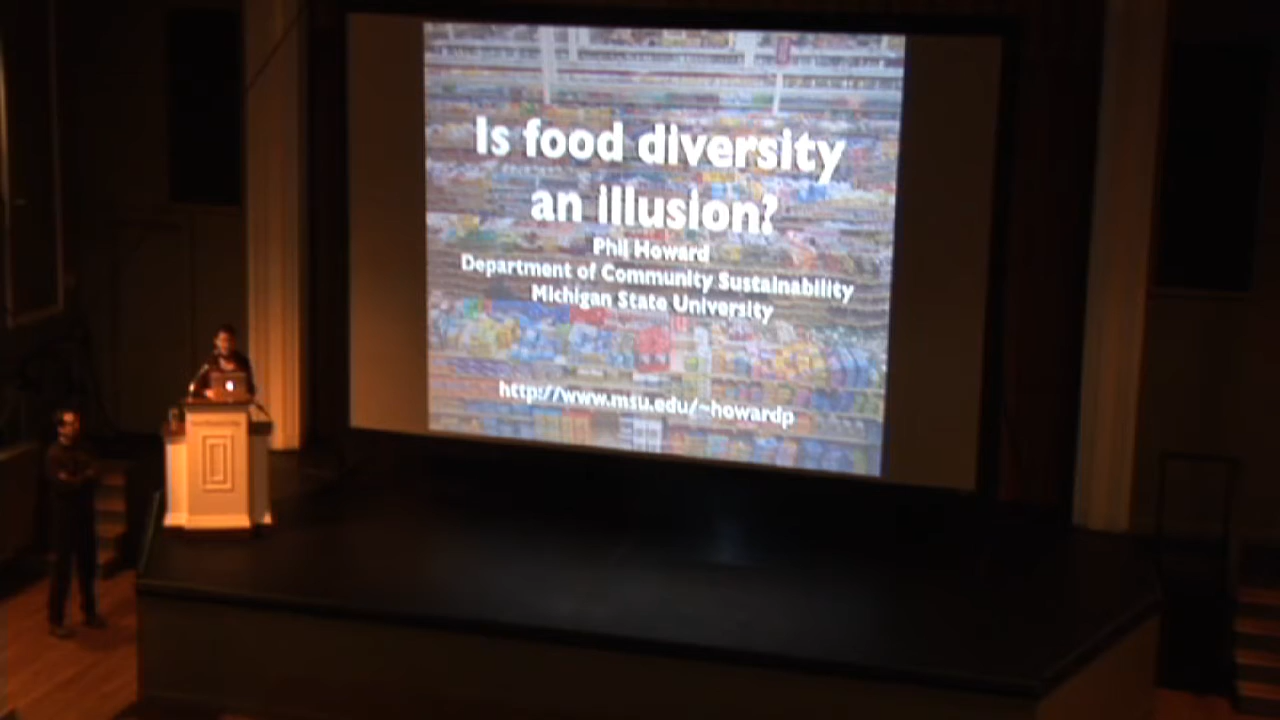 Is food diversity
an illusion?
Phil Howard
Department of Community Sustainability
Michigan State University
http://www.msu.edu/~howardp